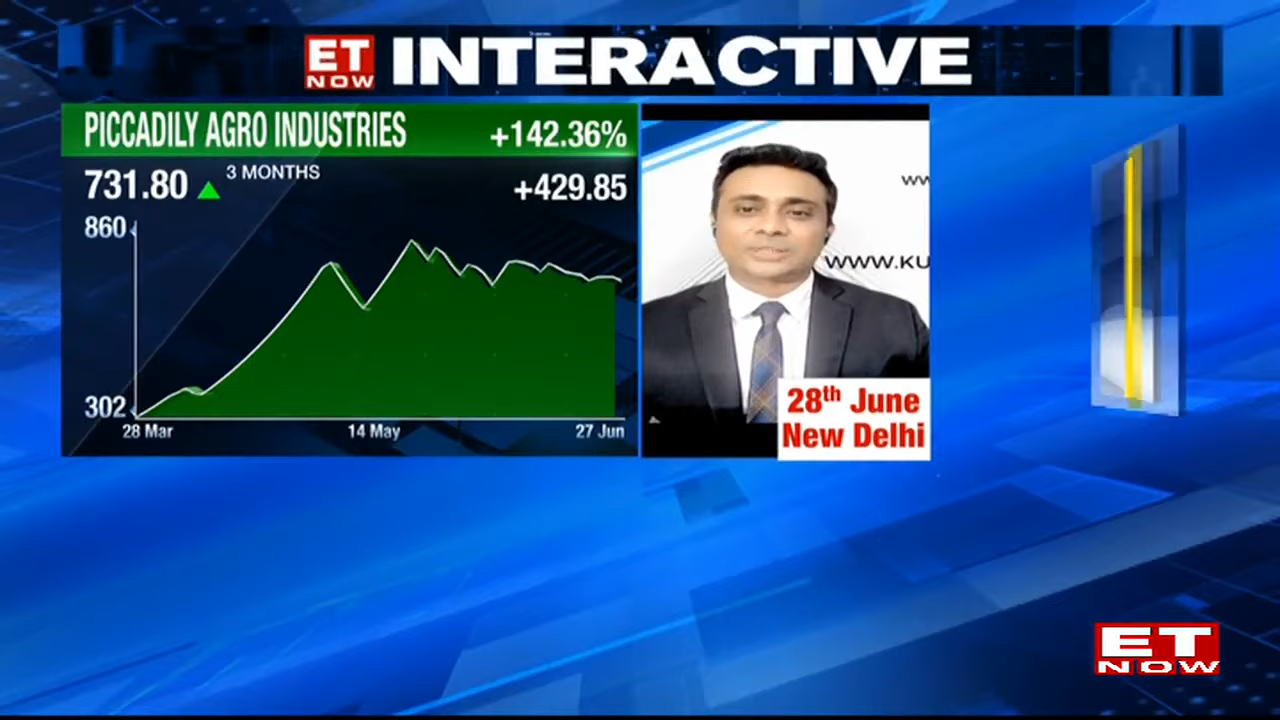 ET
NOW
INTERACTIVE
PICCADILY AGRO INDUSTRIES +142.36%
731.80 3 MONTHS +429.85
860
302
28 Mar 14 May 27 Jun
WWW.KU
28th June
New Delhi
ET
NOW